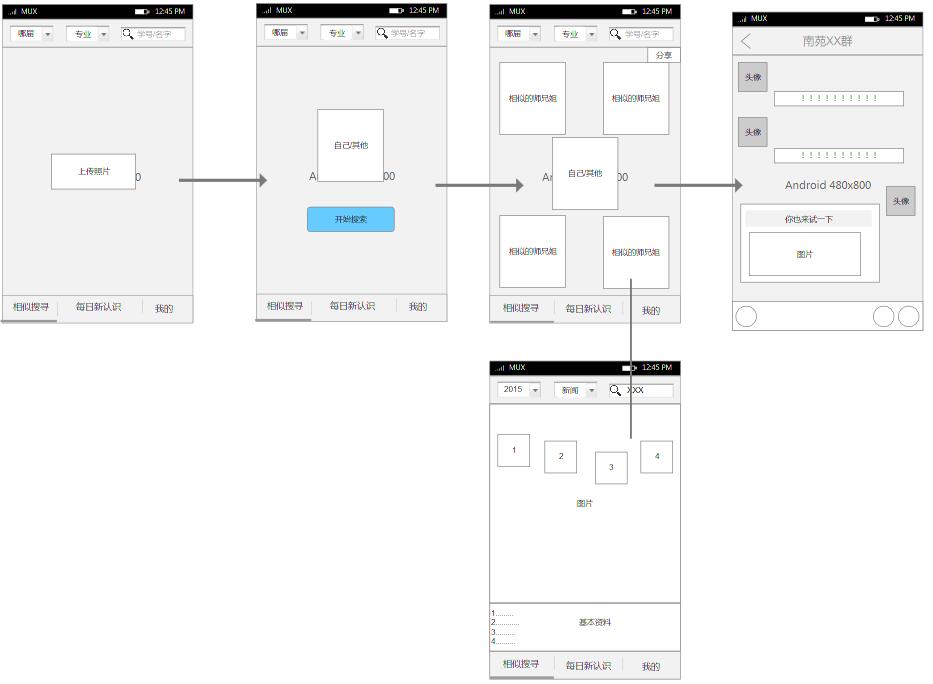 MUX 12:45 PM
哪届 专业 学号/名字
上传照片
0
相似搜寻 每日新认识 我的
MUX 12:45 PM
哪届 专业 学号/名字
自己/其他
A 00
开始搜索
相似搜寻 每日新认识 我的
MUX 12:45 PM
哪届 专业 学号/名字
分享
相似的师兄姐 相似的师兄姐
自己/其他
A 00
相似的师兄姐 相似的师兄姐
相似搜寻 每日新认识 我的
MUX 12:45 PM
南苑XX群
头像
！！！！！！！！！！
头像
！！！！！！！！！！
Android 480x800
头像
你也来试一下
图片
MUX 12:45 PM
2015 新闻 XXX
1 2 3 4
图片
1.........
2............
3..........
4..........
基本资料
相似搜寻 每日新认识 我的